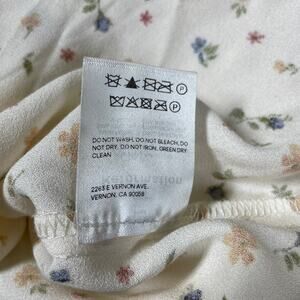 DO NOT WASH, DO NOT BLEACH, DO
NOT DRY, DO NOT IRON, GREEN DRY
CLEAN
Reformation
2263 E VERNON AVE.
VERNON, CA 90058